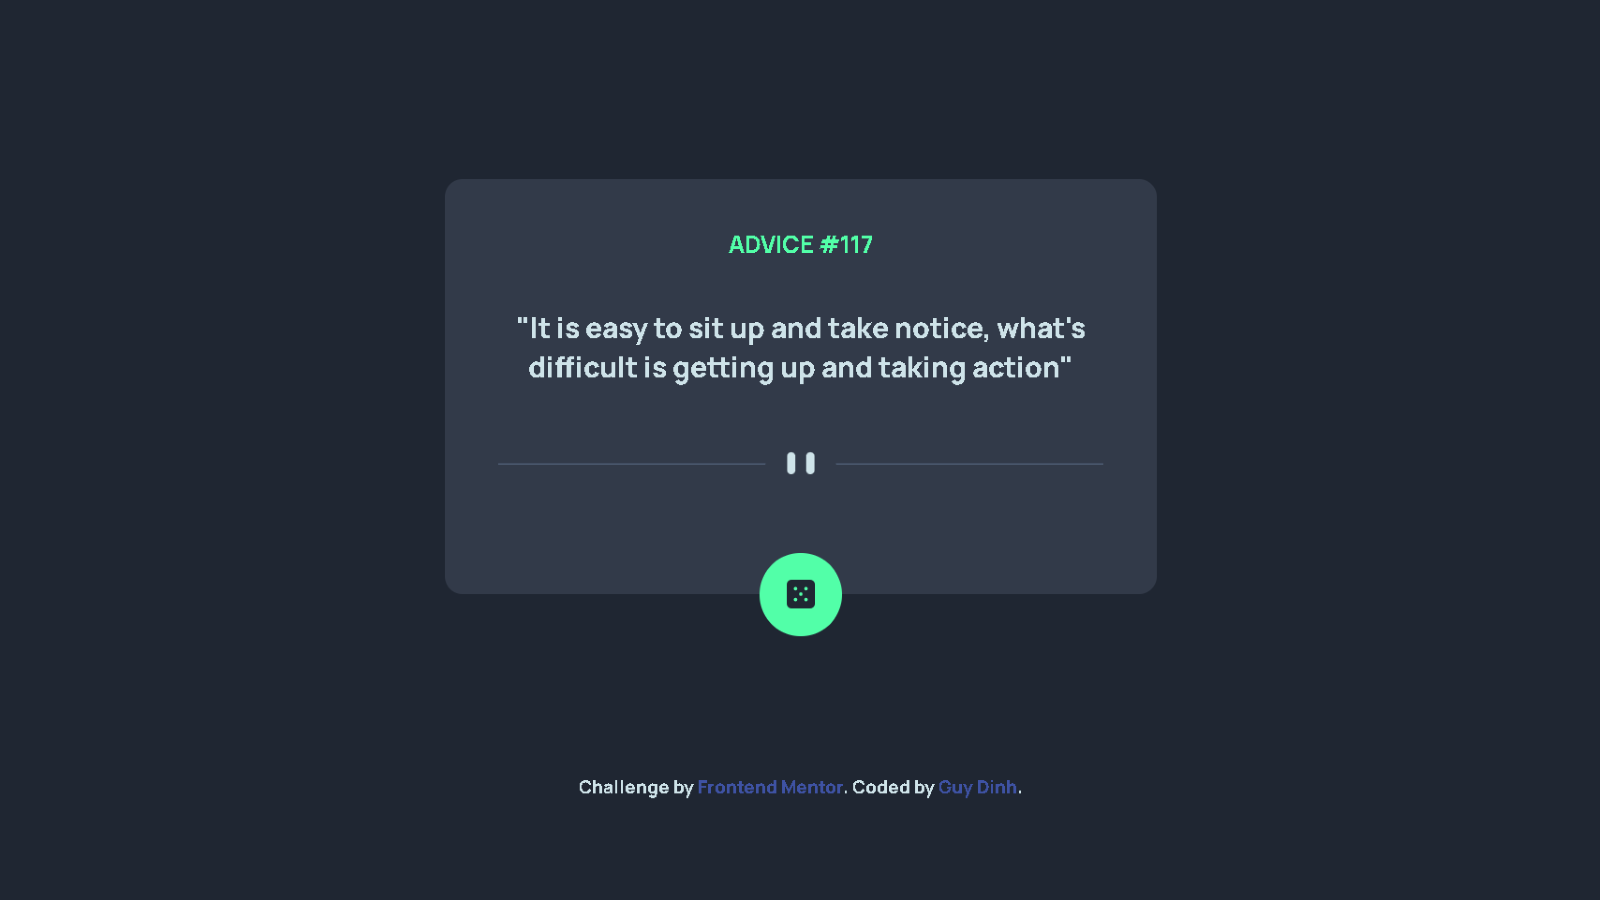 ADVICE #117
"It is easy to sit up and take notice, what's
difficult is getting up and taking action"
Challenge by Frontend Mentor. Coded by Guy Dinh.